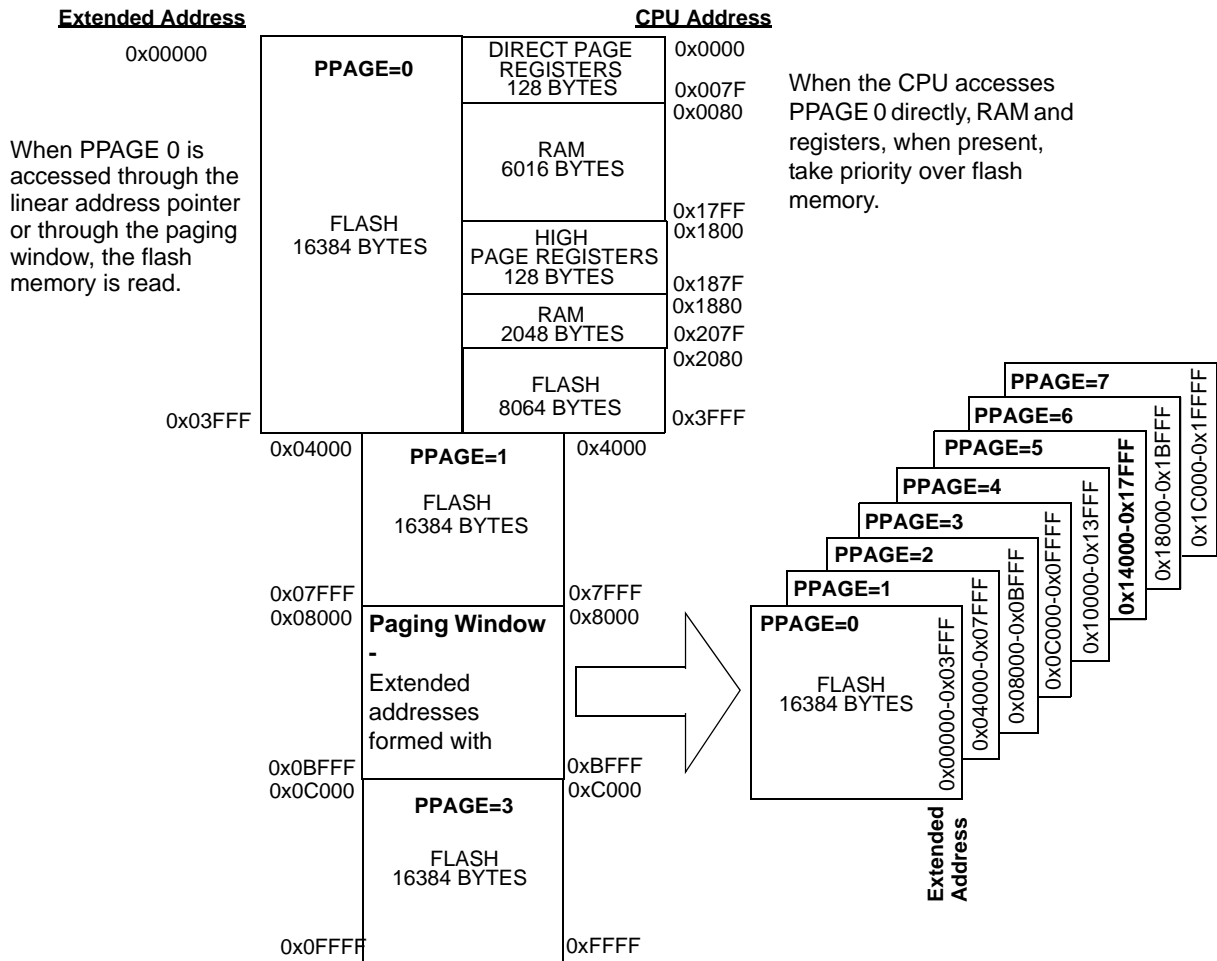 Extended Address
CPU Address
0x00000
PPAGE=0
DIRECT PAGE
REGISTERS
128 BYTES
0x0000
0x007F
0x0080
When the CPU accesses
PPAGE 0 directly, RAM and
registers, when present,
take priority over flash
memory.
When PPAGE 0 is
accessed through the
linear address pointer
or through the paging
window, the flash
memory is read.
FLASH
16384 BYTES
RAM
6016 BYTES
0x17FF
0x1800
HIGH
PAGE REGISTERS
128 BYTES
0x187F
0x1880
RAM
2048 BYTES
0x207F
0x2080
FLASH
8064 BYTES
0x03FFF
0x3FFF
0x04000
PPAGE=1
0x4000
FLASH
16384 BYTES
0x07FFF
0x7FFF
0x08000
Paging Window
-
Extended
addresses
formed with
0x8000
0x0BFFF
0xBFFF
0x0C000
PPAGE=3
0xC000
FLASH
16384 BYTES
0x0FFFF
0xFFFF
PPAGE=7
0x1C000-0x1FFFF
PPAGE=6
0x18000-0x1BFFF
PPAGE=5
0x14000-0x17FFF
PPAGE=4
0x10000-0x13FFF
PPAGE=3
0x0C000-0x0FFFF
PPAGE=2
0x08000-0x0BFFF
PPAGE=1
0x04000-0x07FFF
PPAGE=0
0x00000-0x03FFF
FLASH
16384 BYTES
Extended
Address